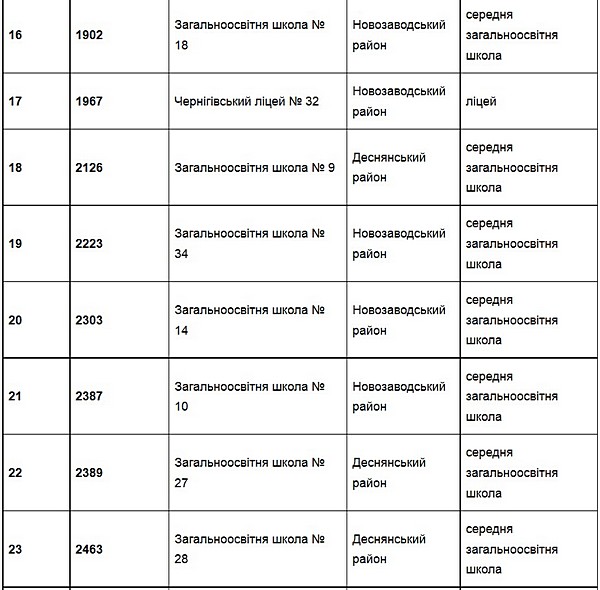 16 1902 Загальноосвітня школа № 18 Новозаводський район середня загальноосвітня школа
17 1967 Чернігівський ліцей № 32 Новозаводський район ліцей
18 2126 Загальноосвітня школа № 9 Деснянський район середня загальноосвітня школа
19 2223 Загальноосвітня школа № 34 Новозаводський район середня загальноосвітня школа
20 2303 Загальноосвітня школа № 14 Новозаводський район середня загальноосвітня школа
21 2387 Загальноосвітня школа № 10 Новозаводський район середня загальноосвітня школа
22 2389 Загальноосвітня школа № 27 Деснянський район середня загальноосвітня школа
23 2463 Загальноосвітня школа № 28 Деснянський район середня загальноосвітня школа